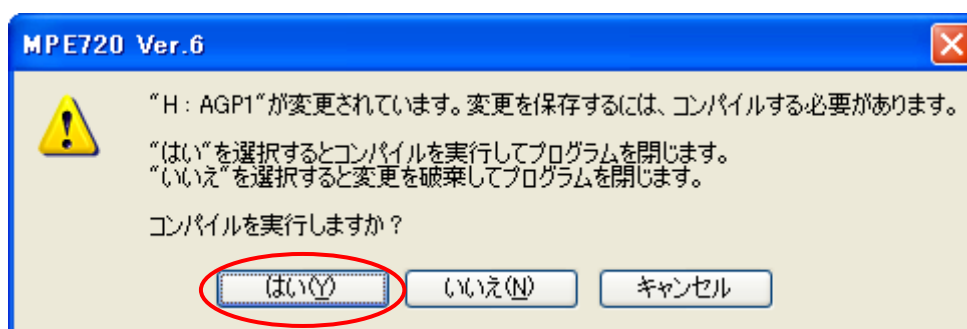 MPE720 Ver.6
"H : AGP1"が変更されています。変更を保存するには、コンパイルする必要があります。
"はい"を選択するとコンパイルを実行してプログラムを閉じます。
"いいえ"を選択すると変更を破棄してプログラムを閉じます。
コンパイルを実行しますか？
はい(Y) いいえ(N) キャンセル